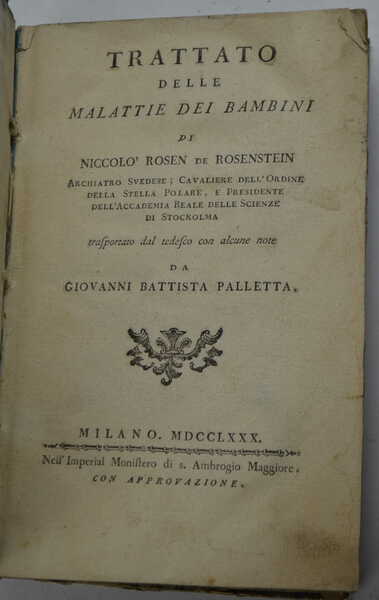 TRATTATO
DELLE
MALATTIE DEI BAMBINI
DI
NICCOLO' ROSEN DE ROSENSTEIN
ARCHIATRO SVEDESE; CAVALIERE DELL'ORDINE
DELLA STELLA POLARE, E PRESIDENTE
DELL'ACCADEMIA REALE DELLE SCIENZE
DI STOCKOLMA
traſportato dal tedeſco con alcune note
DA
GIOVANNI BATTISTA PALLETTA.
MILANO. MDCCLXXX.
Nell' Imperial Moniſtero di s. Ambrogio Maggiore.
CON APPROVAZIONE.